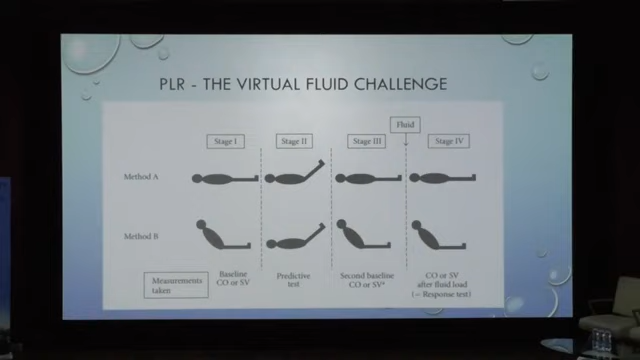 PLR - THE VIRTUAL FLUID CHALLENGE
Fluid
Stage I
Stage II
Stage III
Stage IV
Method A
Method B
Measurements
taken
Baseline
CO or SV
Predictive
test
Second baseline
CO or SV*
CO or SV
after fluid load
(= Response test)